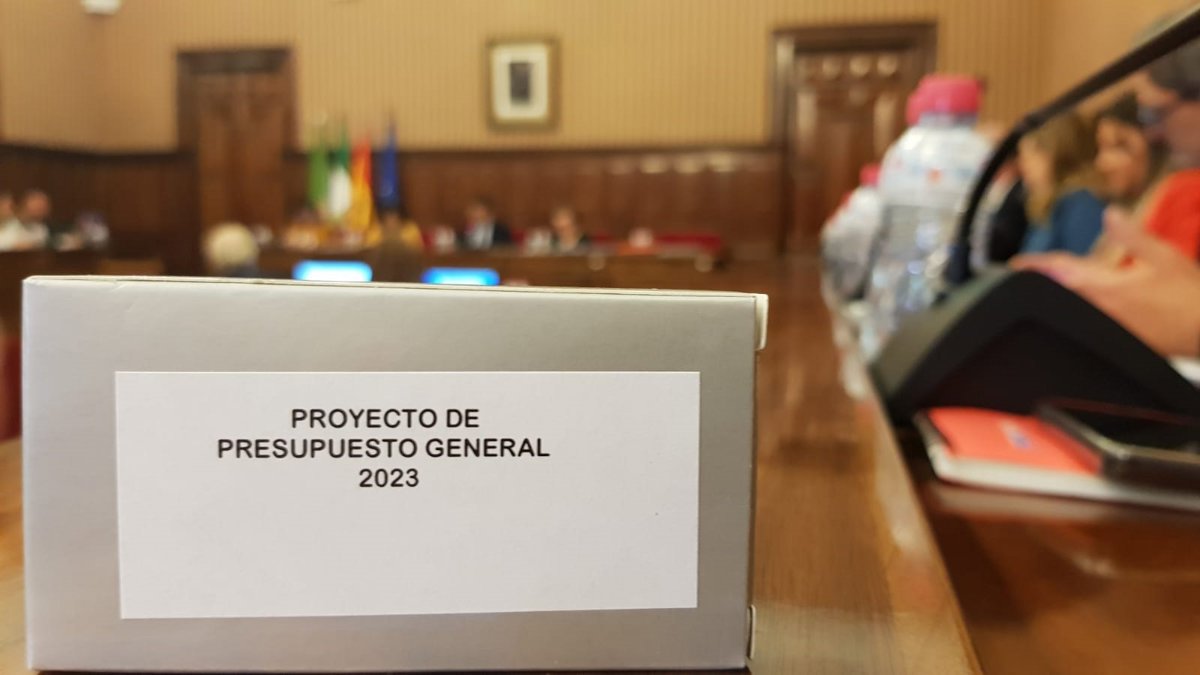 PROYECTO DE
PRESUPUESTO GENERAL
2023